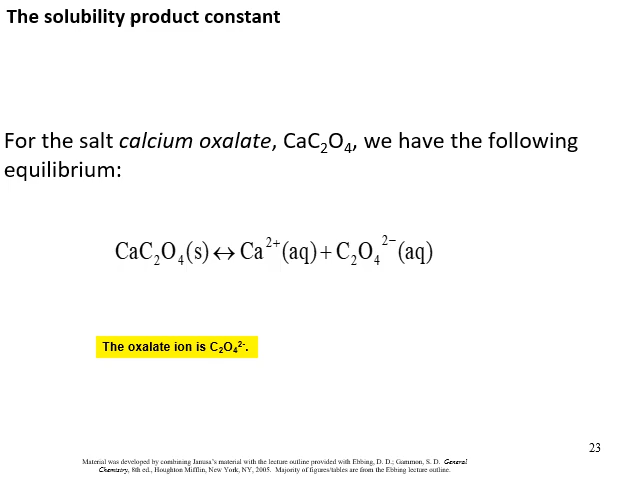 The solubility product constant
For the salt calcium oxalate, CaC₂O₄, we have the following
equilibrium:
CaC₂O₄(s)↔Ca²⁺(aq)+C₂O₄²⁻(aq)
The oxalate ion is C₂O₄²⁻.
23
Material was developed by combining Janusa's material with the lecture outline provided with Ebbing, D. D.; Gammon, S. D. General
Chemistry, 8th ed., Houghton Mifflin, New York, NY, 2005. Majority of figures/tables are from the Ebbing lecture outline.